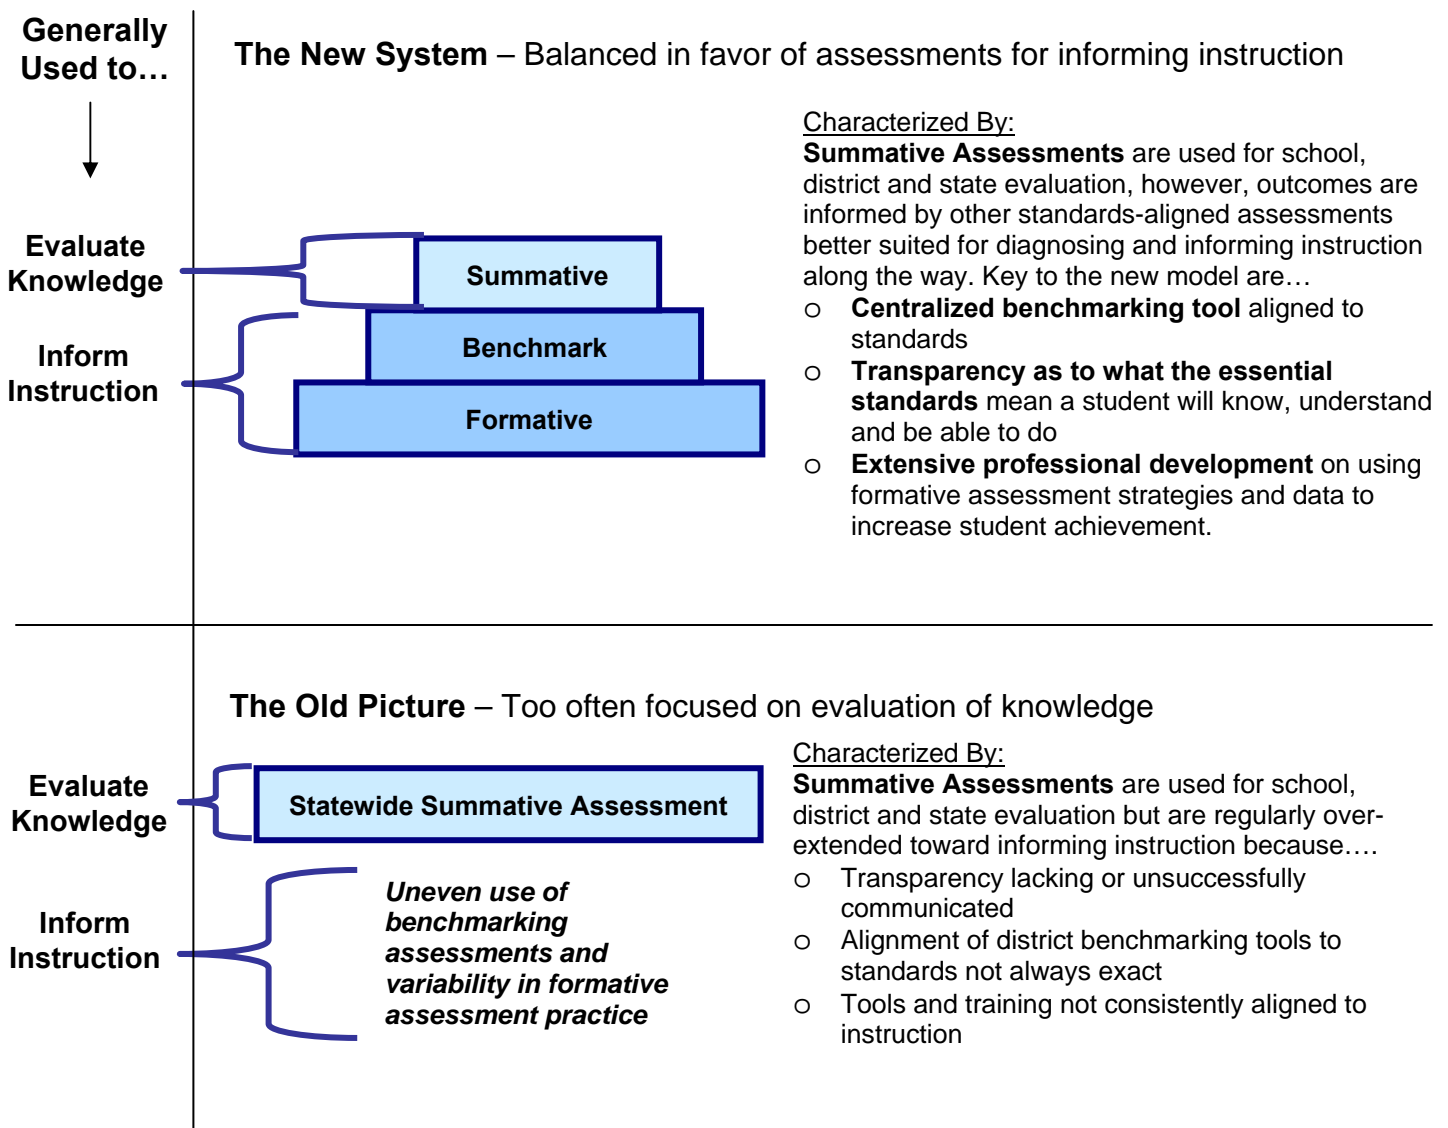 Generally
Used to…
The New System – Balanced in favor of assessments for informing instruction
Evaluate
Knowledge
Inform
Instruction
Summative
Benchmark
Formative
Characterized By:
Summative Assessments are used for school,
district and state evaluation, however, outcomes are
informed by other standards-aligned assessments
better suited for diagnosing and informing instruction
along the way. Key to the new model are…
o Centralized benchmarking tool aligned to
standards
o Transparency as to what the essential
standards mean a student will know, understand
and be able to do
o Extensive professional development on using
formative assessment strategies and data to
increase student achievement.
The Old Picture – Too often focused on evaluation of knowledge
Evaluate
Knowledge
Statewide Summative Assessment
Inform
Instruction
Uneven use of
benchmarking
assessments and
variability in formative
assessment practice
Characterized By:
Summative Assessments are used for school,
district and state evaluation but are regularly over-
extended toward informing instruction because….
o Transparency lacking or unsuccessfully
communicated
o Alignment of district benchmarking tools to
standards not always exact
o Tools and training not consistently aligned to
instruction